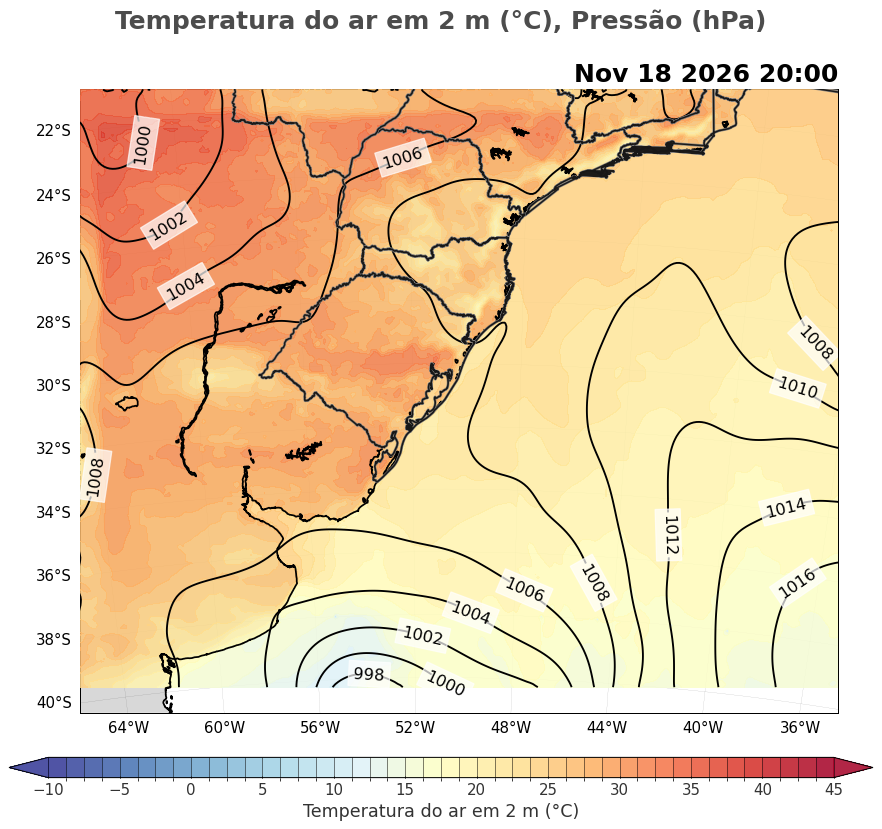 Temperatura do ar em 2 m (°C), Pressão (hPa)
Nov 18 2026 20:00
22°S
24°S
26°S
28°S
30°S
32°S
34°S
36°S
38°S
40°S
1000
1006
1002
1004
1008
1008
1010
1014
1012
1016
1008
1006
1004
1002
998
1000
64°W 60°W 56°W 52°W 48°W 44°W 40°W 36°W
−10 −5 0 5 10 15 20 25 30 35 40 45
Temperatura do ar em 2 m (°C)